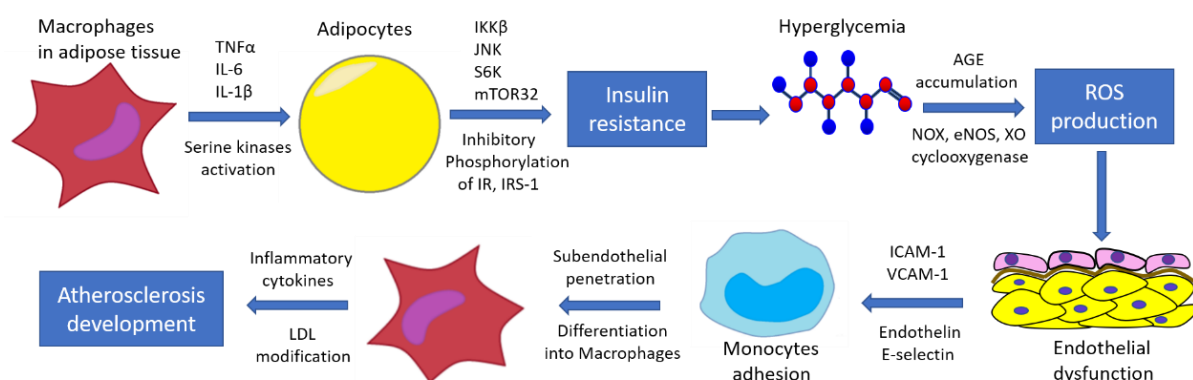 Macrophages
in adipose tissue
TNFα
IL-6
IL-1β
Serine kinases
activation
Adipocytes
IKKβ
JNK
S6K
mTOR32
Inhibitory
Phosphorylation
of IR, IRS-1
Insulin
resistance
Hyperglycemia
AGE
accumulation
NOX, eNOS, XO
cyclooxygenase
ROS
production
Endothelial
dysfunction
ICAM-1
VCAM-1
Endothelin
E-selectin
Monocytes
adhesion
Subendothelial
penetration
Differentiation
into Macrophages
Inflammatory
cytokines
LDL
modification
Atherosclerosis
development